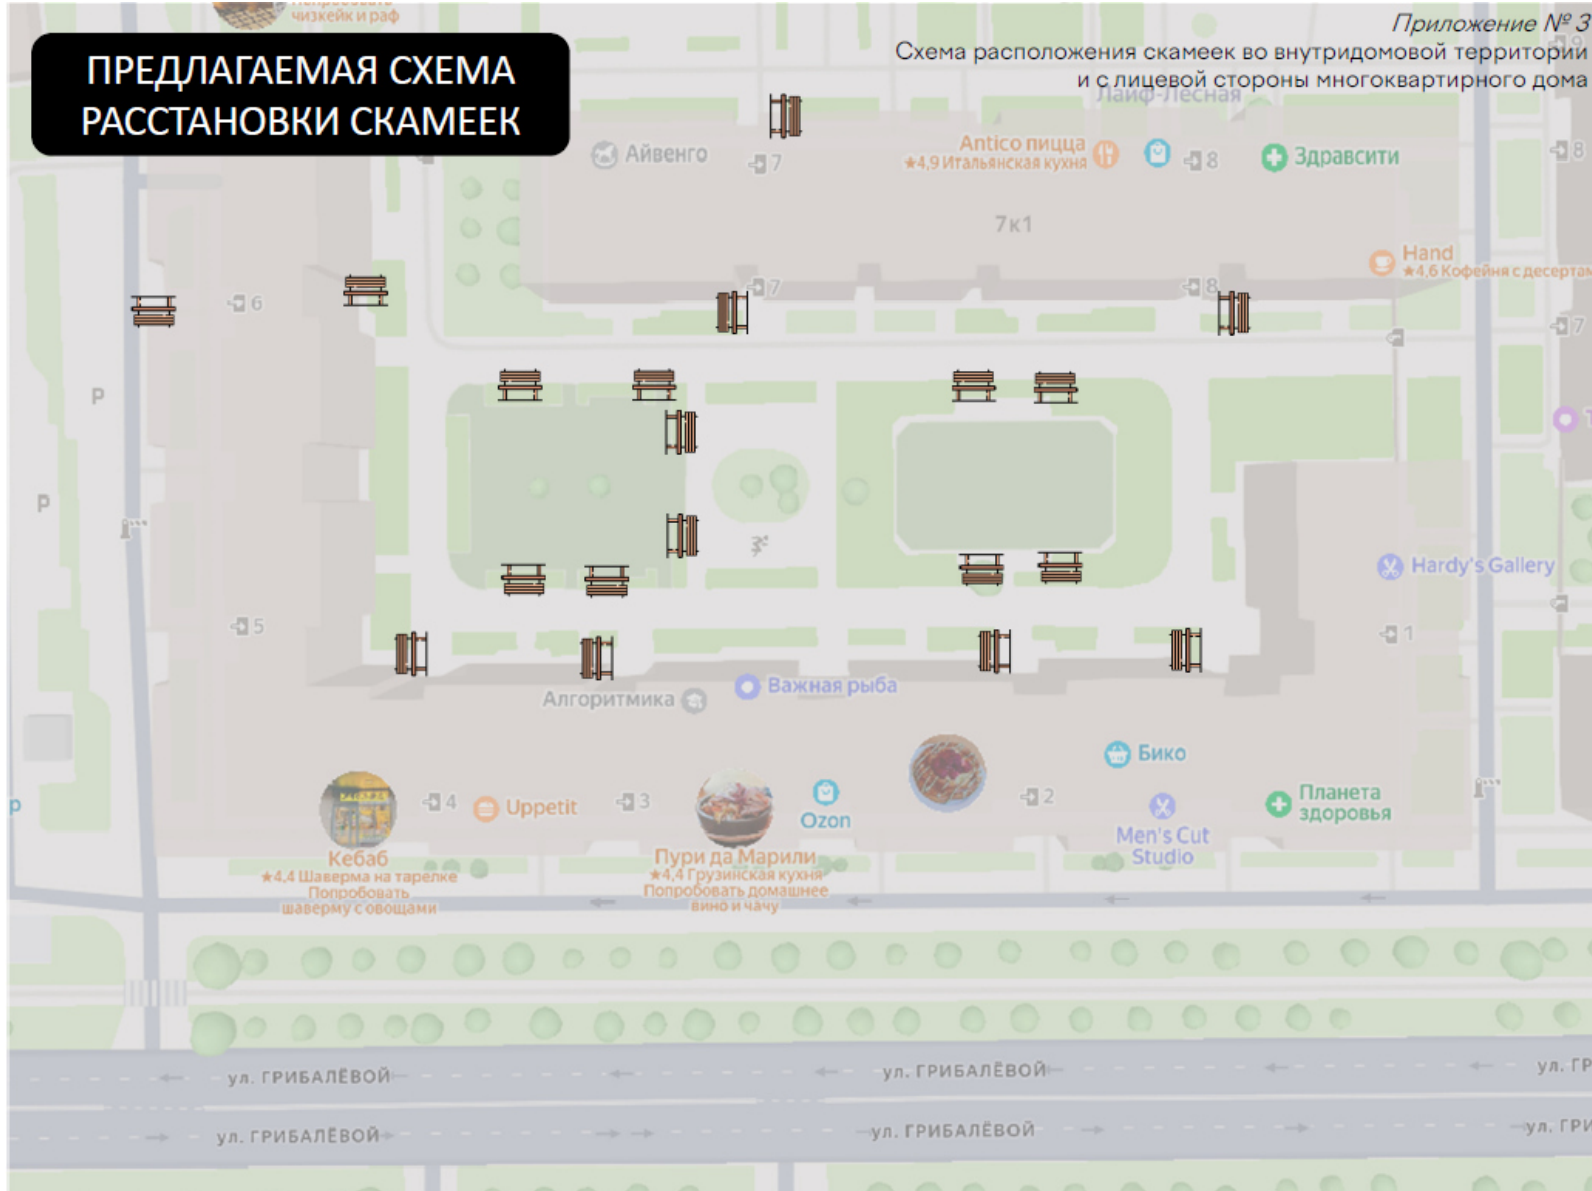 чизкейк и раф
Приложение № 3
Схема расположения скамеек во внутридомовой территории
и с лицевой стороны многоквартирного дома
ПРЕДЛАГАЕМАЯ СХЕМА
РАССТАНОВКИ СКАМЕЕК
Лайф-Лесная
9
Айвенго
7
Antico пицца
★4,9 Итальянская кухня
8
Здравсити
8
7к1
Hand
★4,6 Кофейня с десертам
6
7
8
7
P
P
Hardy's Gallery
5
1
Алгоритмика
Важная рыба
Бико
4
Uppetit
3
Ozon
2
Men's Cut
Studio
Планета
здоровья
р
Кебаб
★4,4 Шаверма на тарелке
Попробовать
шаверму с овощами
Пури да Марили
★4,4 Грузинская кухня
Попробовать домашнее
вино и чачу
ул. ГРИБАЛЁВОЙ
ул. ГРИБАЛЁВОЙ
ул. ГР
ул. ГРИБАЛЁВОЙ
ул. ГРИБАЛЁВОЙ
ул. ГРИ